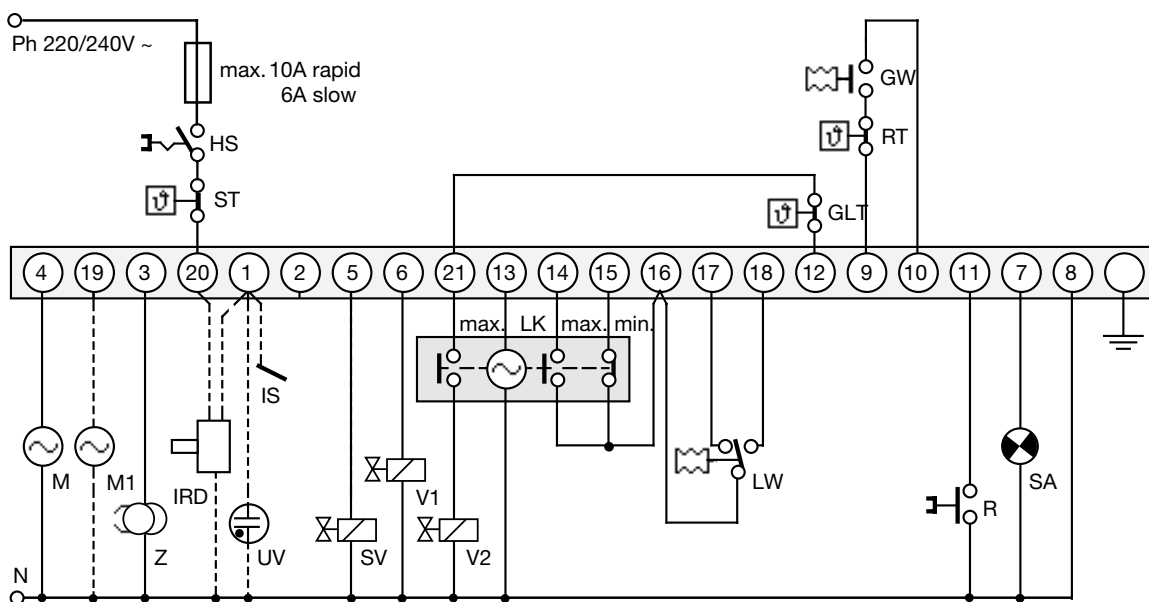 Ph 220/240V ~
max. 10A rapid
6A slow
HS
ST
GW
RT
GLT
4 19 3 20 1 2 5 6 21 13 14 15 16 17 18 12 9 10 11 7 8
max. LK max. min.
IS
M
M1
IRD
Z
UV
SV
V1
V2
LW
R
SA
N
ϑ
ϑ
ϑ